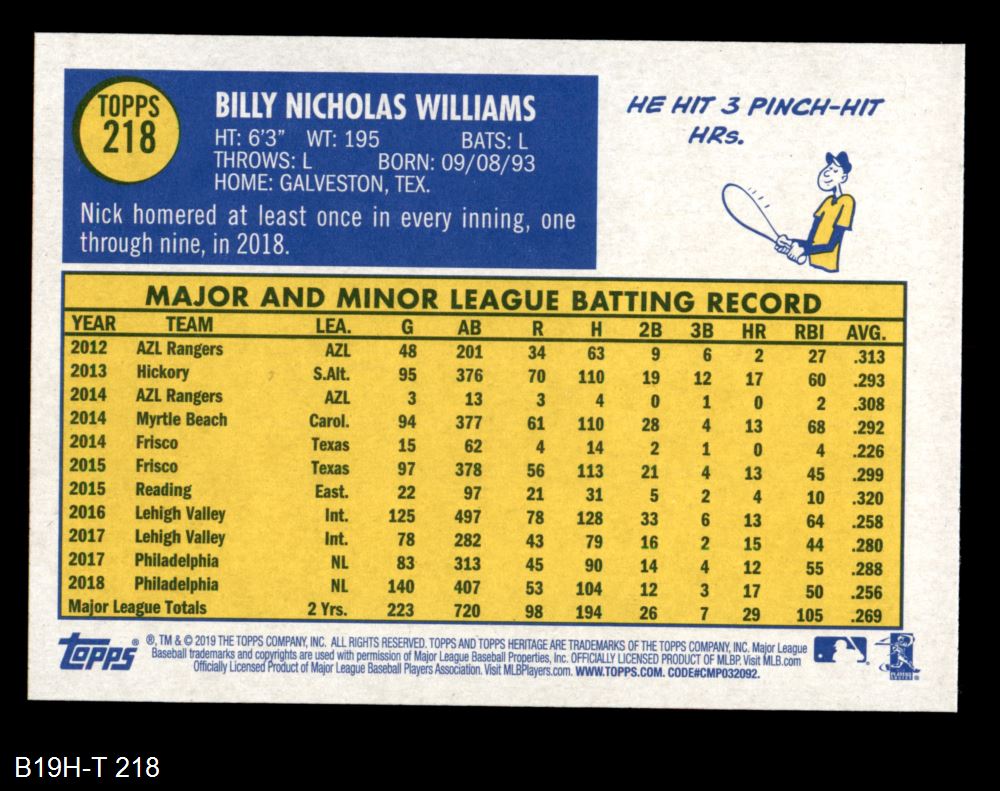 TOPPS
218
BILLY NICHOLAS WILLIAMS
HT: 6'3" WT: 195 BATS: L
THROWS: L BORN: 09/08/93
HOME: GALVESTON, TEX.
Nick homered at least once in every inning, one
through nine, in 2018.
HE HIT 3 PINCH-HIT
HRs.
MAJOR AND MINOR LEAGUE BATTING RECORD
YEAR TEAM LEA. G AB R H 2B 3B HR RBI AVG.
2012 AZL Rangers AZL 48 201 34 63 9 6 2 27 .313
2013 Hickory S.Alt. 95 376 70 110 19 12 17 60 .293
2014 AZL Rangers AZL 3 13 3 4 0 1 0 2 .308
2014 Myrtle Beach Carol. 94 377 61 110 28 4 13 68 .292
2014 Frisco Texas 15 62 4 14 2 1 0 4 .226
2015 Frisco Texas 97 378 56 113 21 4 13 45 .299
2015 Reading East. 22 97 21 31 5 2 4 10 .320
2016 Lehigh Valley Int. 125 497 78 128 33 6 13 64 .258
2017 Lehigh Valley Int. 78 282 43 79 16 2 15 44 .280
2017 Philadelphia NL 83 313 45 90 14 4 12 55 .288
2018 Philadelphia NL 140 407 53 104 12 3 17 50 .256
Major League Totals 2 Yrs. 223 720 98 194 26 7 29 105 .269
Topps®
®, TM & © 2019 THE TOPPS COMPANY, INC. ALL RIGHTS RESERVED. TOPPS AND TOPPS HERITAGE ARE TRADEMARKS OF THE TOPPS COMPANY, INC. Major League
Baseball trademarks and copyrights are used with permission of Major League Baseball Properties, Inc. OFFICIALLY LICENSED PRODUCT OF MLBP. Visit MLB.com
Officially Licensed Product of Major League Baseball Players Association. Visit MLBPlayers.com. WWW.TOPPS.COM. CODE#CMP032092.
B19H-T 218